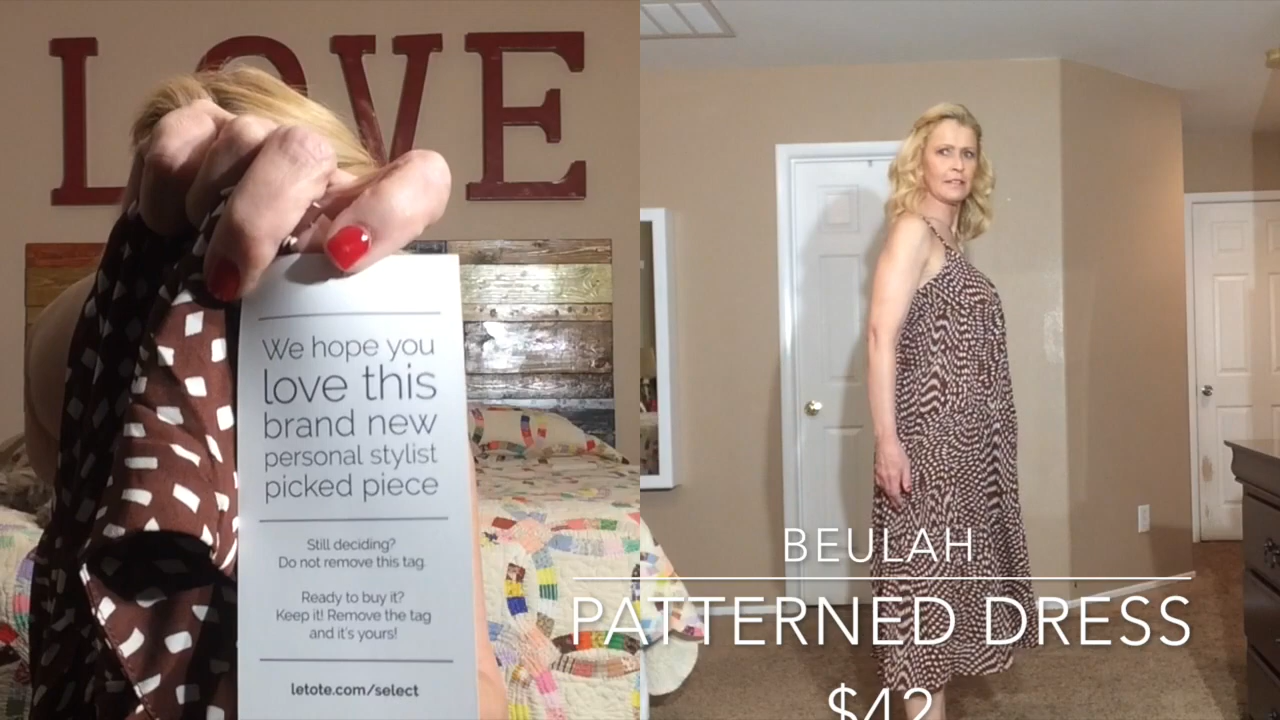 LOVE
We hope you
love this
brand new
personal stylist
picked piece
Still deciding?
Do not remove this tag.
Ready to buy it?
Keep it! Remove the tag
and it's yours!
letote.com/select
BEULAH
PATTERNED DRESS
$42